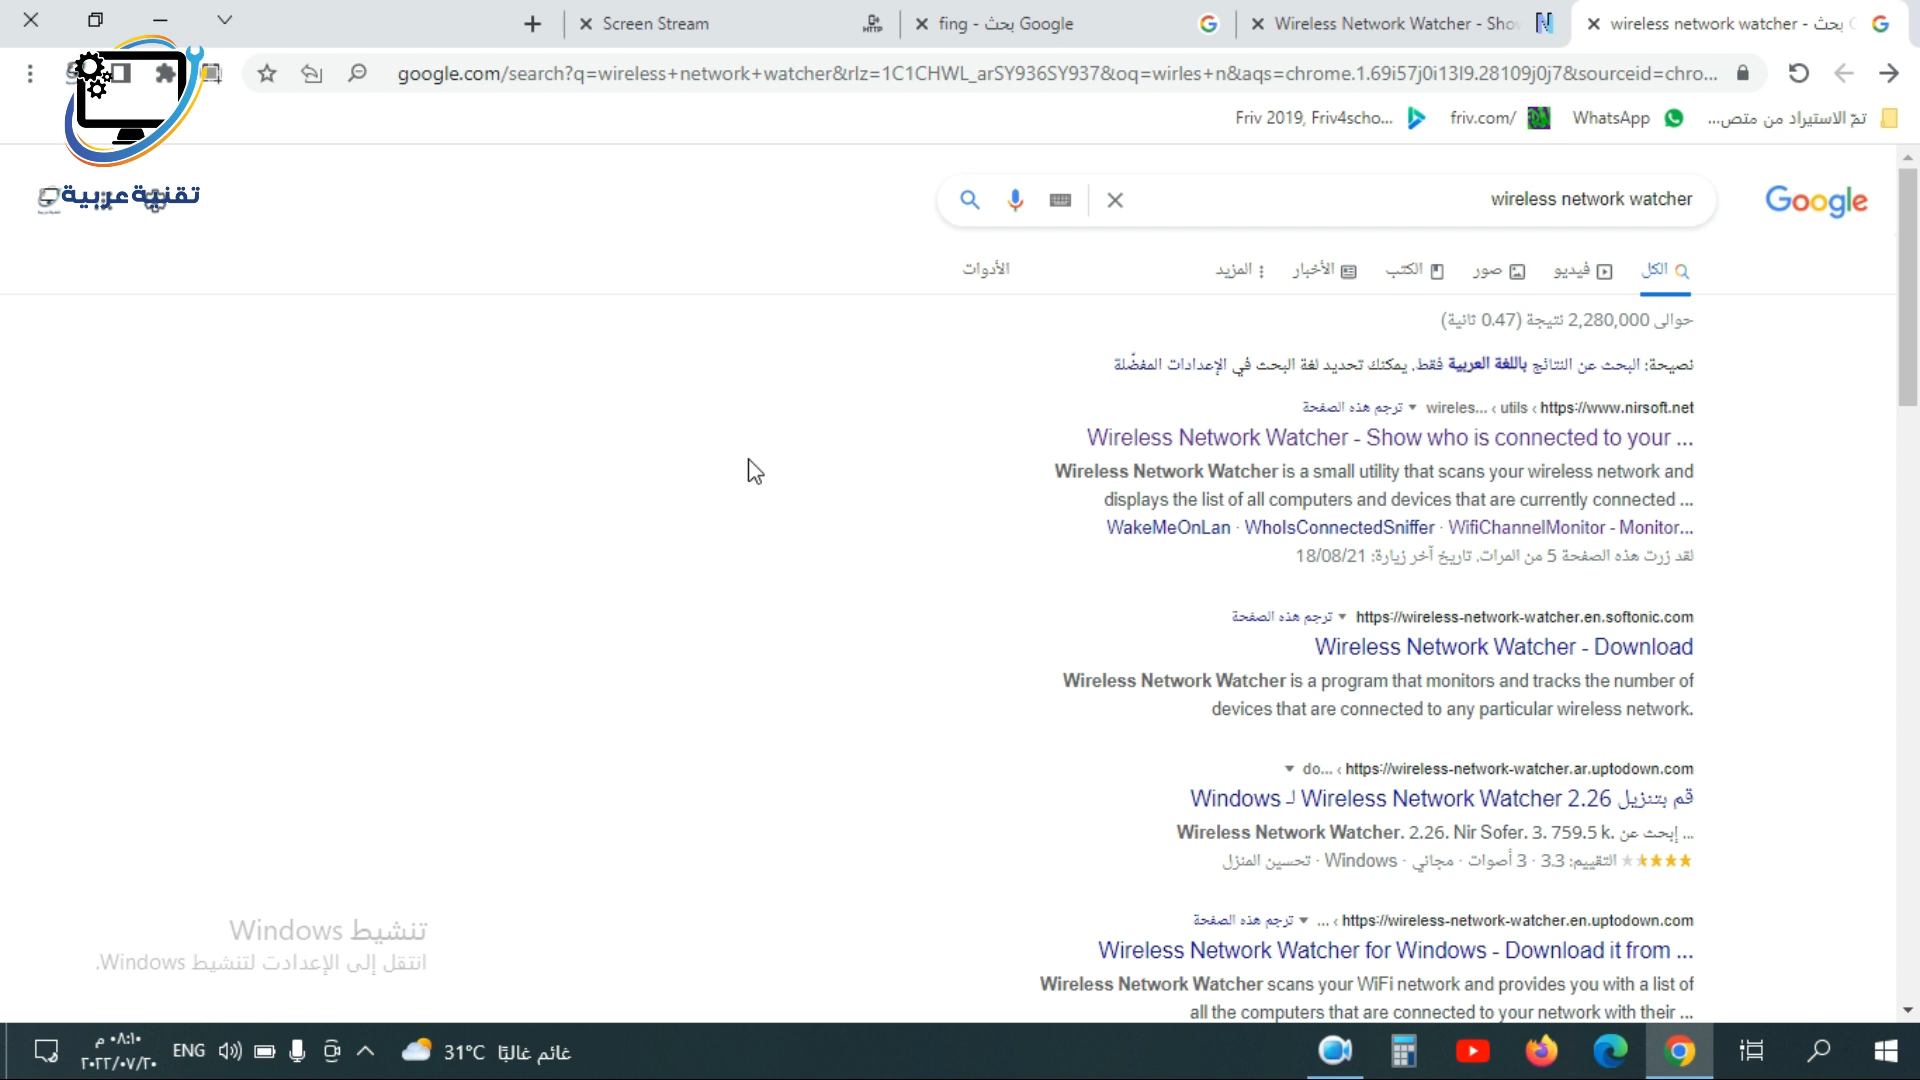 wireless network watcher - بحث
Wireless Network Watcher - Sho
fing - بحث Google
Screen Stream
google.com/search?q=wireless+network+watcher&rlz=1C1CHWL_arSY936SY937&oq=wirles+n&aqs=chrome.1.69i57j0i13l9.28109j0j7&sourceid=chro...
تمّ الاستيراد من متص...
WhatsApp
friv.com/
Friv 2019, Friv4scho...
تقنية عربية
Google
wireless network watcher
الكل
فيديو
صور
الكتب
الأخبار
المزيد
الأدوات
حوالى 2,280,000 نتيجة (0.47 ثانية)
نصيحة: البحث عن النتائج باللغة العربية فقط. يمكنك تحديد لغة البحث في الإعدادات المفضّلة
https://www.nirsoft.net › utils › wireles... ترجم هذه الصفحة
Wireless Network Watcher - Show who is connected to your ...
Wireless Network Watcher is a small utility that scans your wireless network and
displays the list of all computers and devices that are currently connected ...
WakeMeOnLan · WhoIsConnectedSniffer · WifiChannelMonitor - Monitor...
لقد زرت هذه الصفحة 5 من المرات. تاريخ آخر زيارة: 18/08/21
https://wireless-network-watcher.en.softonic.com ترجم هذه الصفحة
Wireless Network Watcher - Download
Wireless Network Watcher is a program that monitors and tracks the number of
devices that are connected to any particular wireless network.
https://wireless-network-watcher.ar.uptodown.com › do...
قم بتنزيل Wireless Network Watcher 2.26 لـ Windows
Wireless Network Watcher. 2.26. Nir Sofer. 3. 759.5 k. إبحث عن ...
التقييم: 3.3 · 3 أصوات · مجاني · Windows · تحسين المنزل
https://wireless-network-watcher.en.uptodown.com › ... ترجم هذه الصفحة
Wireless Network Watcher for Windows - Download it from ...
Wireless Network Watcher scans your WiFi network and provides you with a list of
all the computers that are connected to your network with their ...
تنشيط Windows
انتقل إلى الإعدادت لتنشيط Windows.
31°C غائم غالبًا
ENG
٠٨:١٠ م
٢٠٢٢/٠٧/٢٠